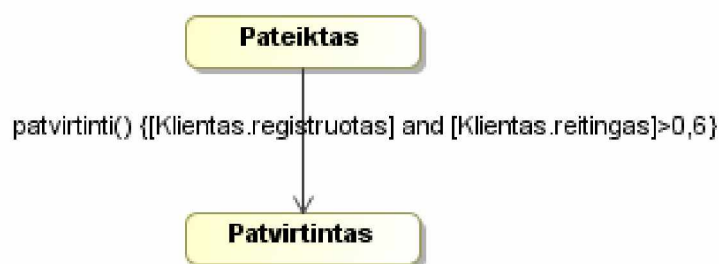 Pateiktas
patvirtinti() {[Klientas.registruotas] and [Klientas.reitingas]>0,6}
Patvirtintas